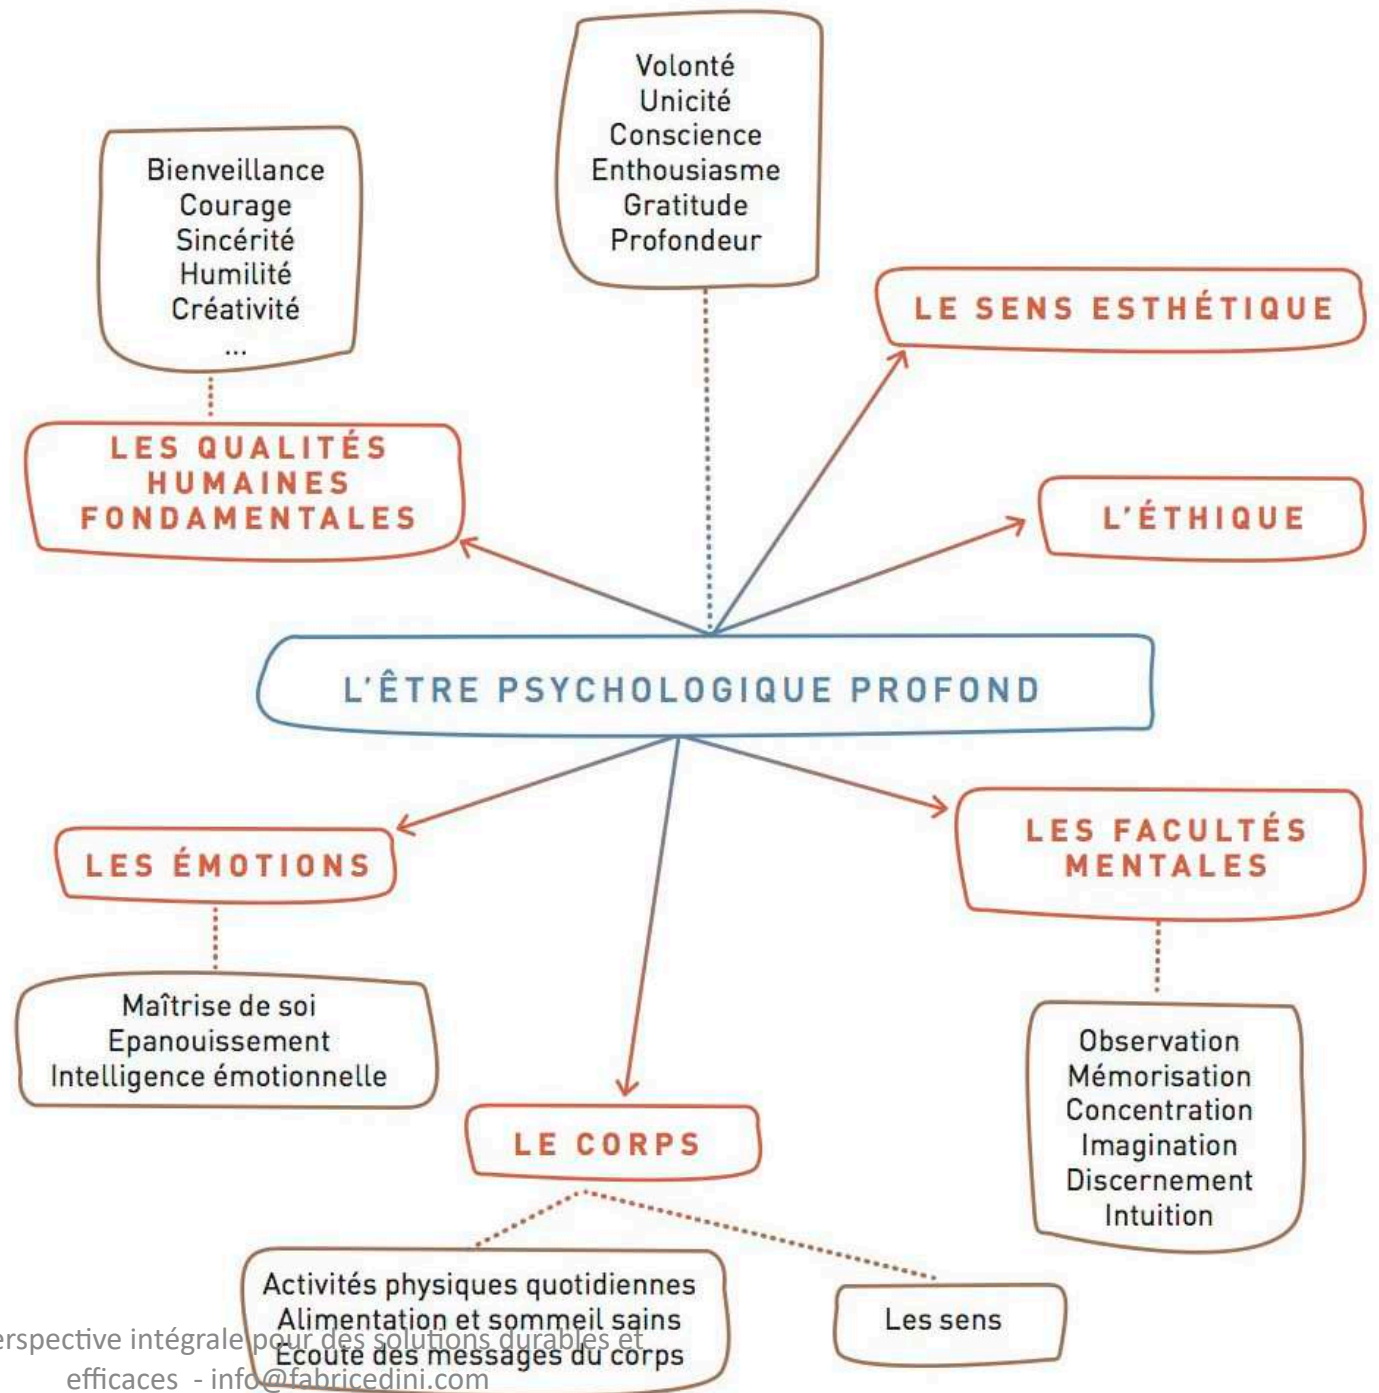 Volonté
Unicité
Conscience
Enthousiasme
Gratitude
Profondeur
Bienveillance
Courage
Sincérité
Humilité
Créativité
...
LE SENS ESTHÉTIQUE
LES QUALITÉS
HUMAINES
FONDAMENTALES
L'ÉTHIQUE
L'ÊTRE PSYCHOLOGIQUE PROFOND
LES ÉMOTIONS
LES FACULTÉS
MENTALES
Maîtrise de soi
Epanouissement
Intelligence émotionnelle
Observation
Mémorisation
Concentration
Imagination
Discernement
Intuition
LE CORPS
Activités physiques quotidiennes
Alimentation et sommeil sains
Ecoute des messages du corps
Les sens
erspective intégrale pour des solutions durables et
efficaces - info@fabricedini.com